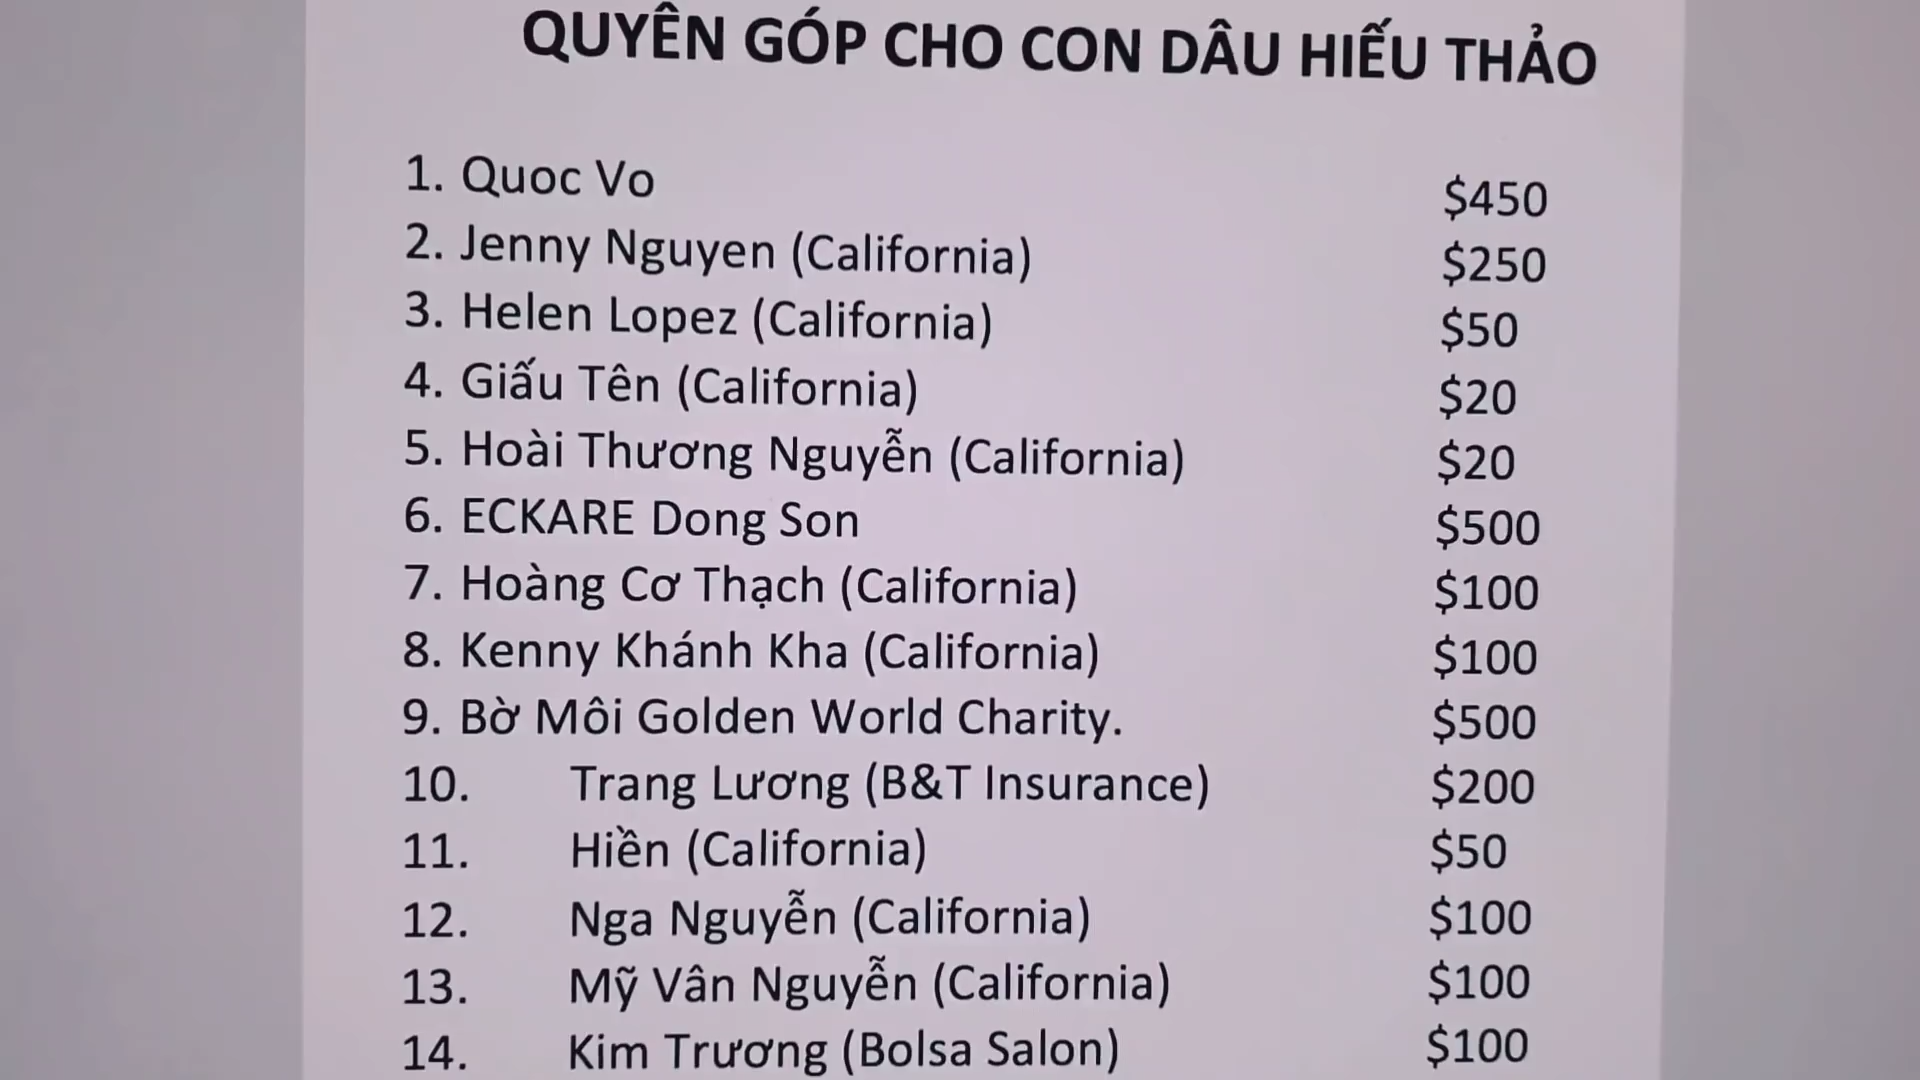 QUYÊN GÓP CHO CON DÂU HIẾU THẢO
1. Quoc Vo $450
2. Jenny Nguyen (California) $250
3. Helen Lopez (California) $50
4. Giấu Tên (California) $20
5. Hoài Thương Nguyễn (California) $20
6. ECKARE Dong Son $500
7. Hoàng Cơ Thạch (California) $100
8. Kenny Khánh Kha (California) $100
9. Bờ Môi Golden World Charity. $500
10. Trang Lương (B&T Insurance) $200
11. Hiền (California) $50
12. Nga Nguyễn (California) $100
13. Mỹ Vân Nguyễn (California) $100
14. Kim Trương (Bolsa Salon) $100